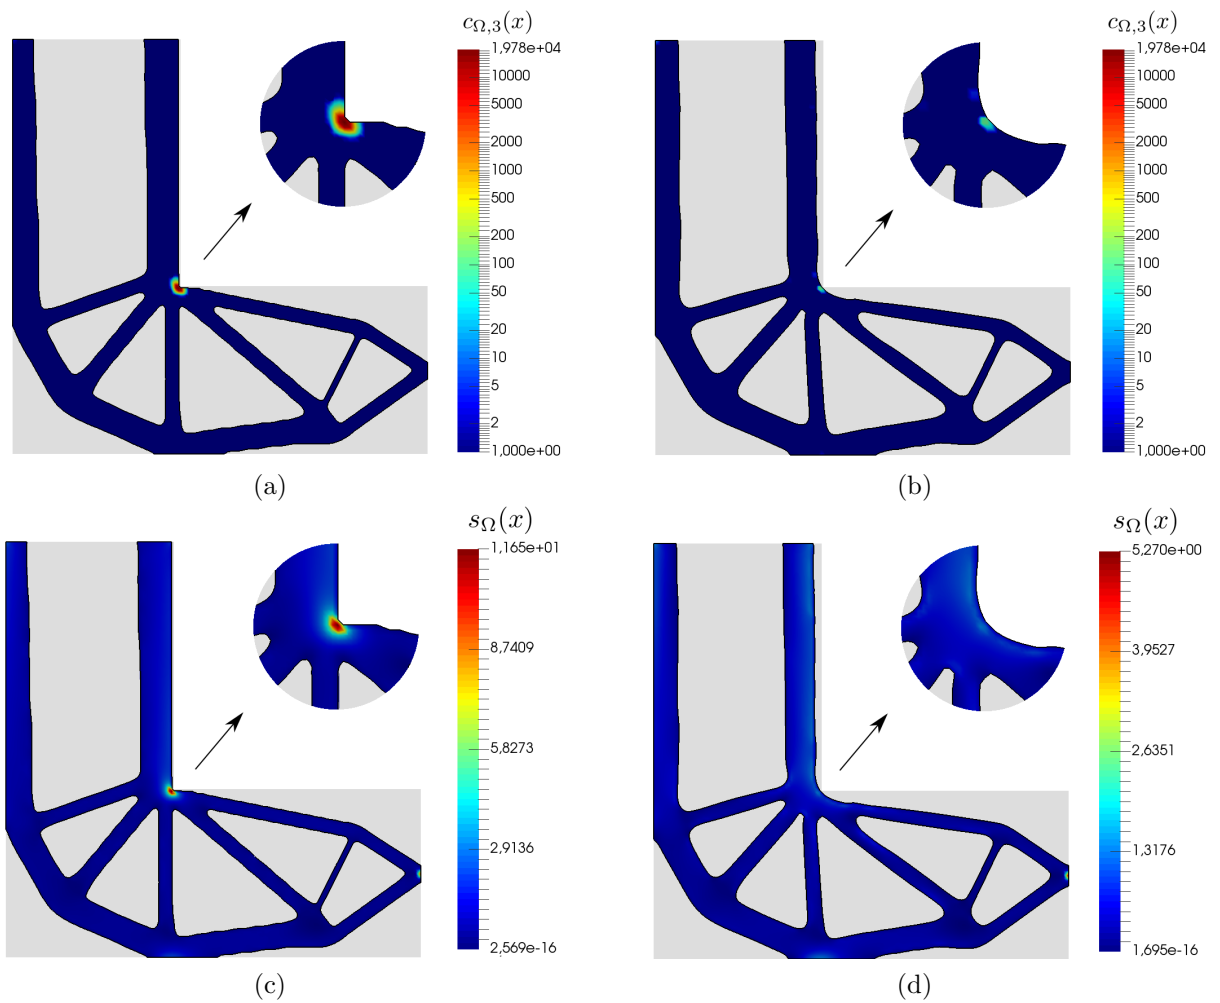 c_{Ω,3}(x)
1,978e+04
10000
5000
2000
1000
500
200
100
50
20
10
5
2
1,000e+00
(a)
c_{Ω,3}(x)
1,978e+04
10000
5000
2000
1000
500
200
100
50
20
10
5
2
1,000e+00
(b)
s_Ω(x)
1,165e+01
8,7409
5,8273
2,9136
2,569e-16
(c)
s_Ω(x)
5,270e+00
3,9527
2,6351
1,3176
1,695e-16
(d)